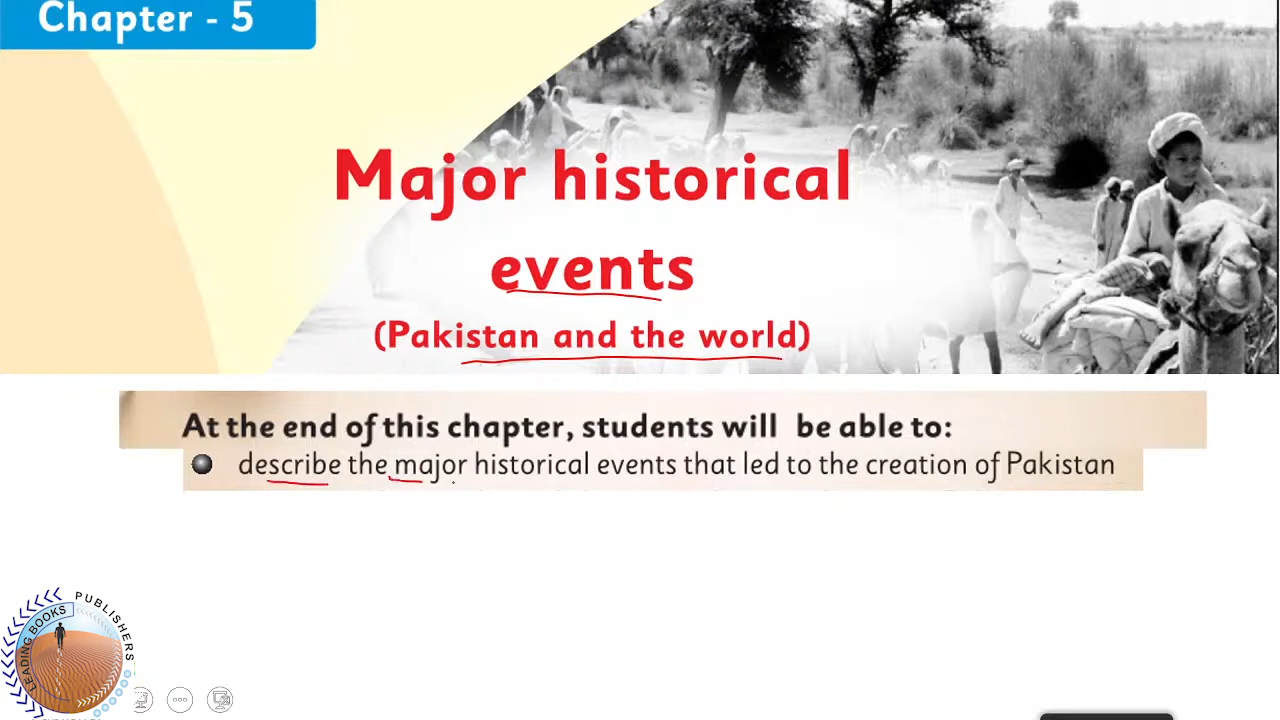 Chapter - 5
Major historical
events
(Pakistan and the world)
At the end of this chapter, students will be able to:
describe the major historical events that led to the creation of Pakistan
LEADING BOOKS PUBLISHERS